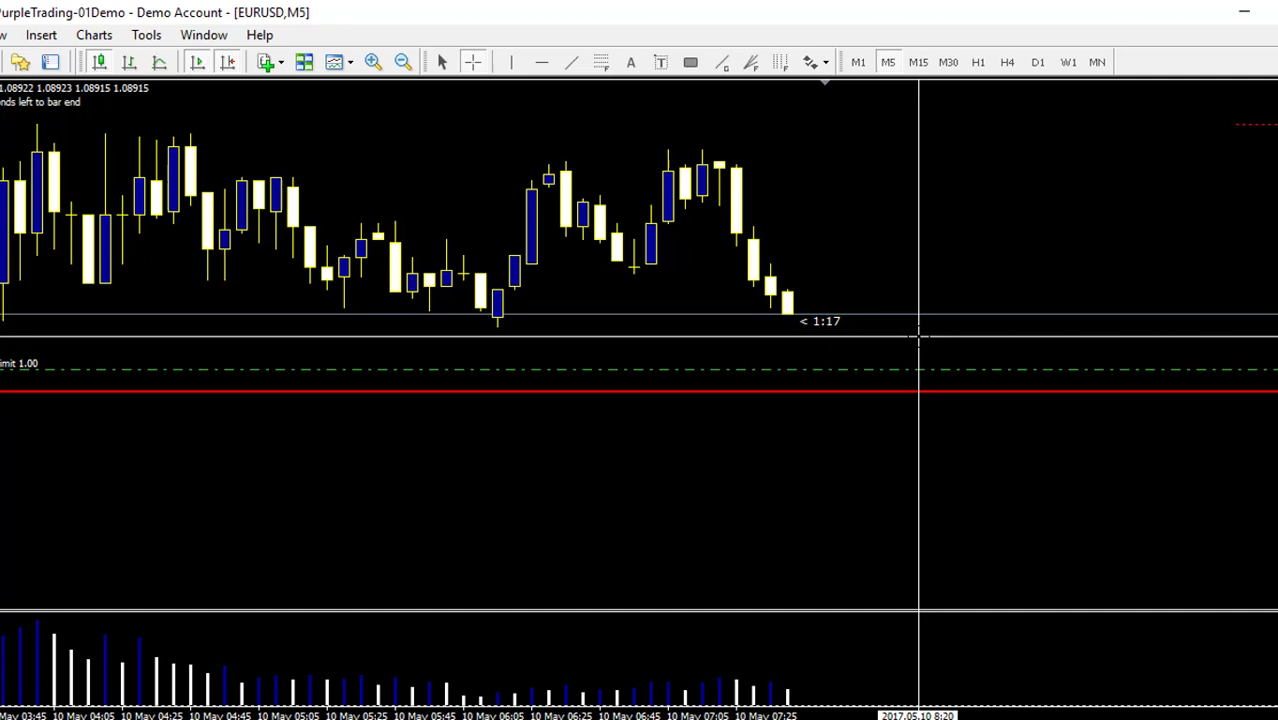 PurpleTrading-01Demo - Demo Account - [EURUSD,M5]
w Insert Charts Tools Window Help
A T M1 M5 M15 M30 H1 H4 D1 W1 MN
1.08922 1.08923 1.08915 1.08915
nds left to bar end
< 1:17
imit 1.00
May 03:45 10 May 04:05 10 May 04:25 10 May 04:45 10 May 05:05 10 May 05:25 10 May 05:45 10 May 06:05 10 May 06:25 10 May 06:45 10 May 07:05 10 May 07:25 2017.05.10 8:20